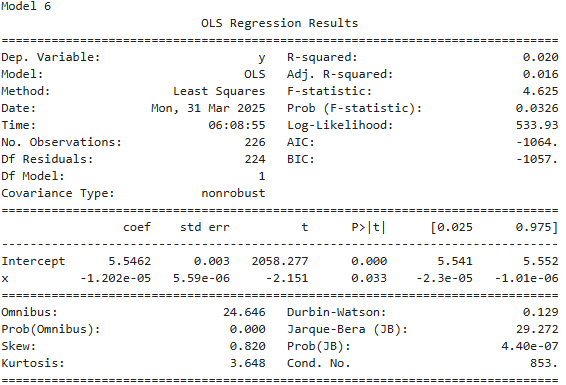 Model 6
OLS Regression Results
==============================================================================
Dep. Variable:                      y   R-squared:                       0.020
Model:                            OLS   Adj. R-squared:                  0.016
Method:                 Least Squares   F-statistic:                     4.625
Date:                Mon, 31 Mar 2025   Prob (F-statistic):             0.0326
Time:                        06:08:55   Log-Likelihood:                 533.93
No. Observations:                 226   AIC:                            -1064.
Df Residuals:                     224   BIC:                            -1057.
Df Model:                           1
Covariance Type:            nonrobust
==============================================================================
                 coef    std err          t      P>|t|      [0.025      0.975]
------------------------------------------------------------------------------
Intercept      5.5462      0.003   2058.277      0.000       5.541       5.552
x          -1.202e-05   5.59e-06     -2.151      0.033    -2.3e-05   -1.01e-06
==============================================================================
Omnibus:                       24.646   Durbin-Watson:                   0.129
Prob(Omnibus):                  0.000   Jarque-Bera (JB):               29.272
Skew:                           0.820   Prob(JB):                     4.40e-07
Kurtosis:                       3.648   Cond. No.                         853.
==============================================================================